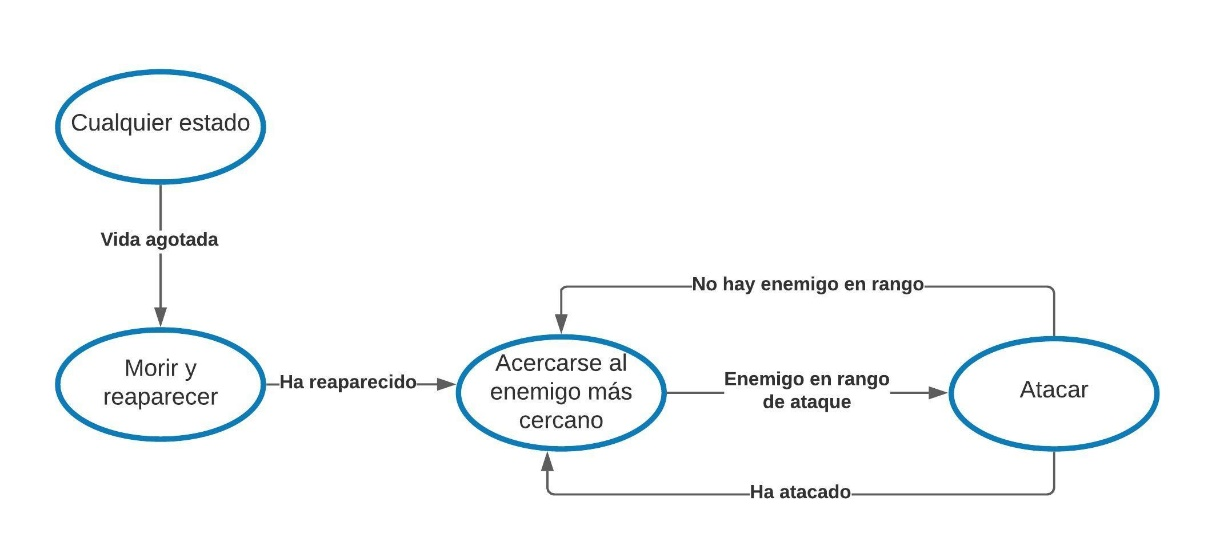 Cualquier estado
Vida agotada
Morir y
reaparecer
Ha reaparecido
Acercarse al
enemigo más
cercano
No hay enemigo en rango
Enemigo en rango
de ataque
Atacar
Ha atacado